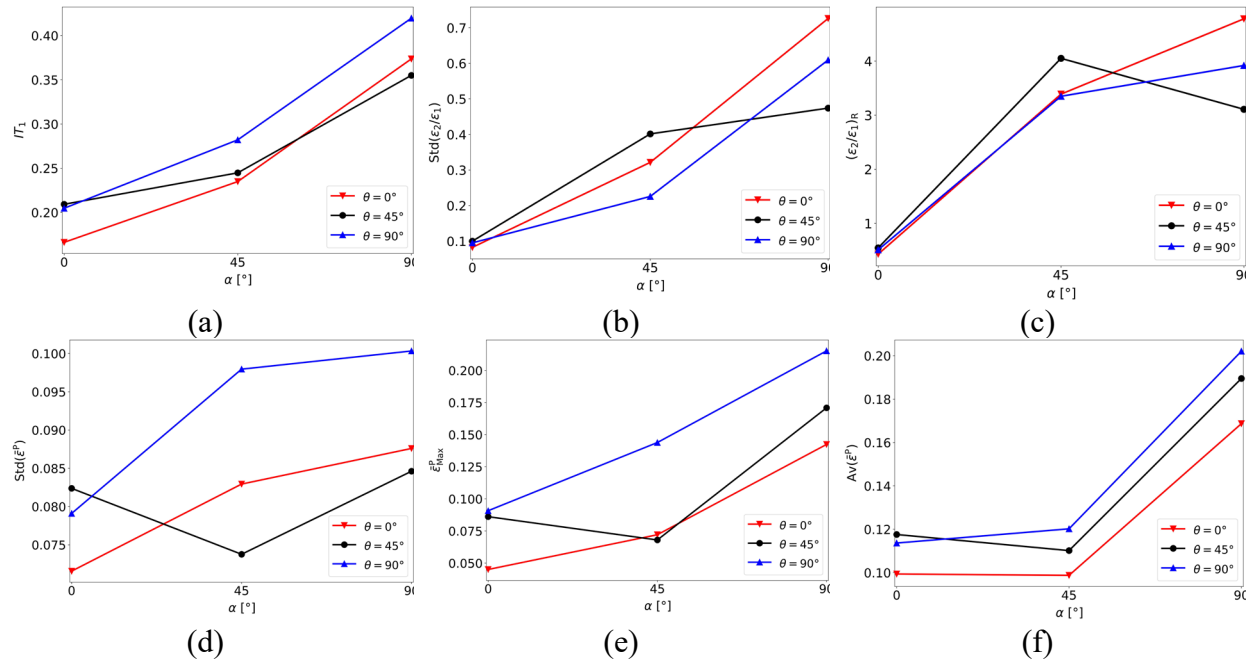 IT₁
0.40
0.35
0.30
0.25
0.20
0 45 90
α [°]
θ = 0°
θ = 45°
θ = 90°
(a)
Std(ε₂/ε₁)
0.7
0.6
0.5
0.4
0.3
0.2
0.1
0 45 90
α [°]
θ = 0°
θ = 45°
θ = 90°
(b)
(ε₂/ε₁)R
4
3
2
1
0 45 90
α [°]
θ = 0°
θ = 45°
θ = 90°
(c)
Std(ε̄ᵖ)
0.100
0.095
0.090
0.085
0.080
0.075
0 45 90
α [°]
θ = 0°
θ = 45°
θ = 90°
(d)
ε̄ᵖMax
0.200
0.175
0.150
0.125
0.100
0.075
0.050
0 45 90
α [°]
θ = 0°
θ = 45°
θ = 90°
(e)
Av(ε̄ᵖ)
0.20
0.18
0.16
0.14
0.12
0.10
0 45 90
α [°]
θ = 0°
θ = 45°
θ = 90°
(f)